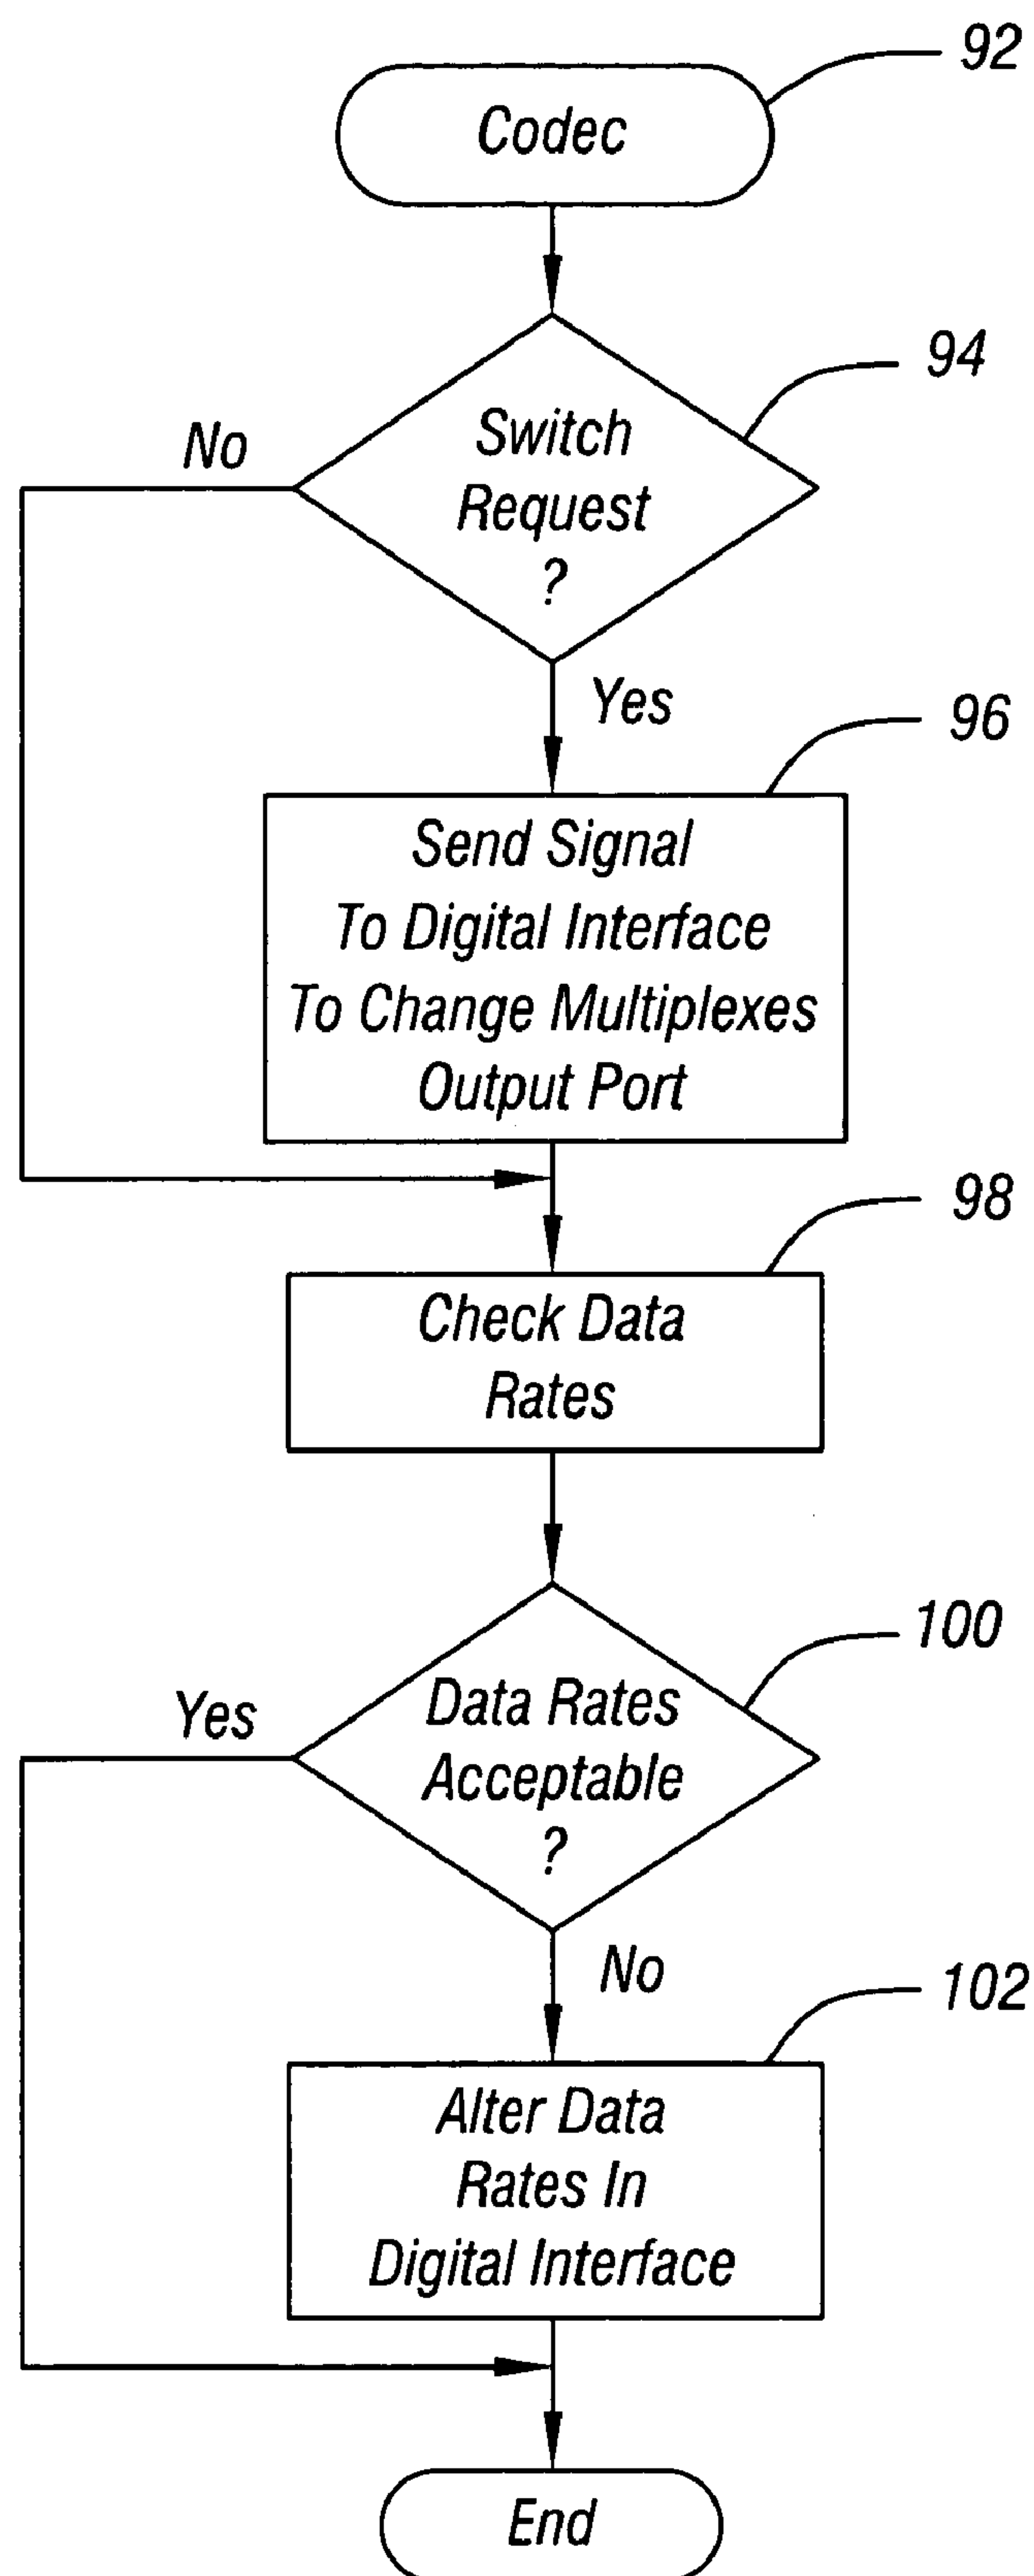 92
Codec
94
No
Switch
Request
?
Yes
96
Send Signal
To Digital Interface
To Change Multiplexes
Output Port
98
Check Data
Rates
100
Yes
Data Rates
Acceptable
?
No
102
Alter Data
Rates In
Digital Interface
End